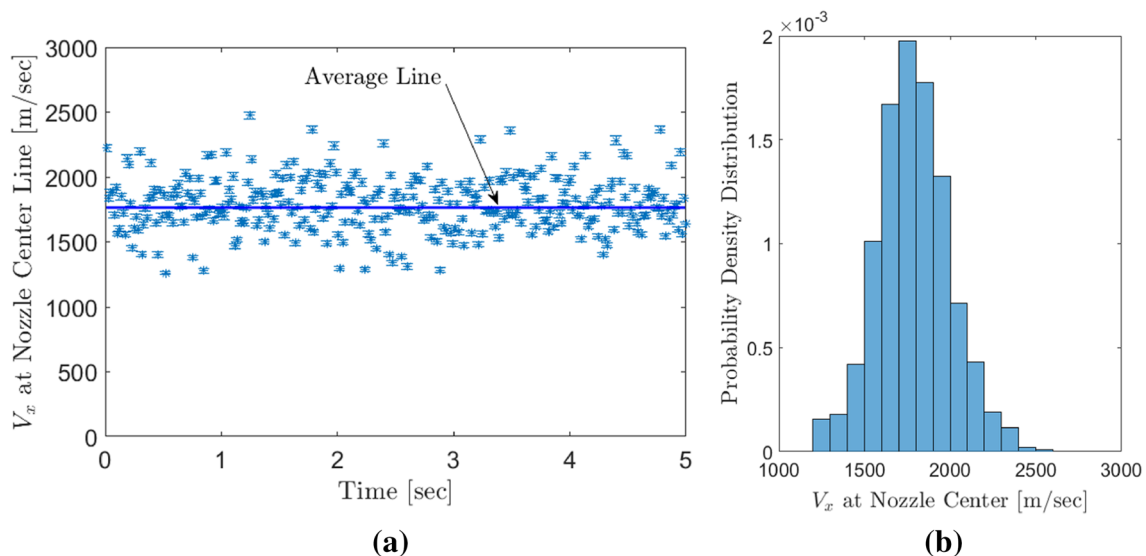 3000
2500
2000
1500
1000
500
0
V_x at Nozzle Center Line [m/sec]
Average Line
0 1 2 3 4 5
Time [sec]
(a)
2 ×10^-3
1.5
1
0.5
0
Probability Density Distribution
1000 1500 2000 2500 3000
V_x at Nozzle Center [m/sec]
(b)